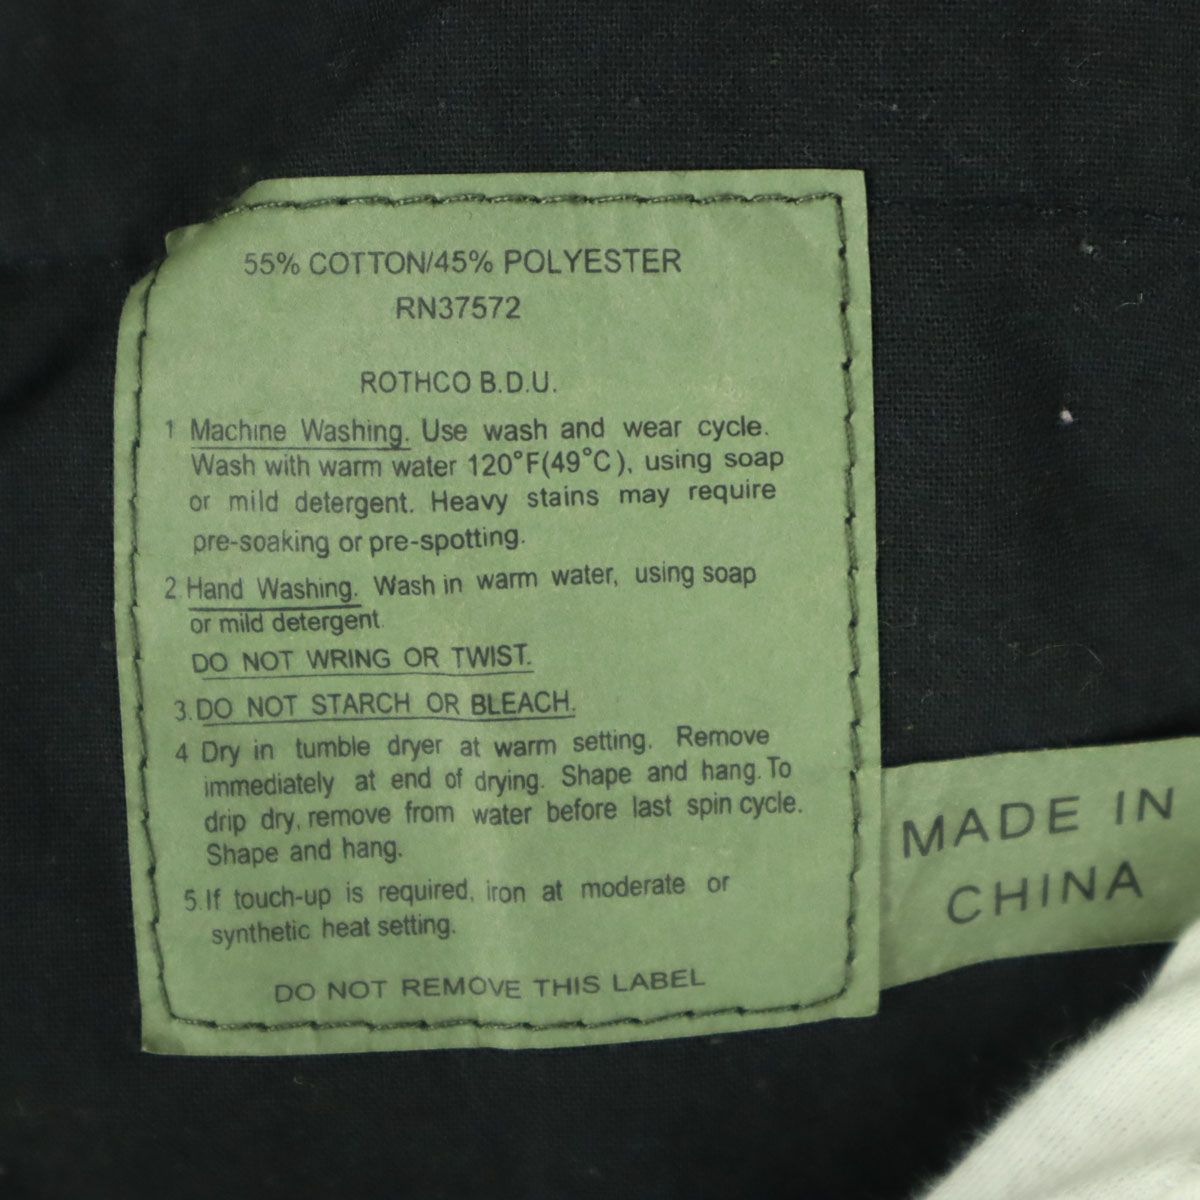 55% COTTON/45% POLYESTER
RN37572
ROTHCO B.D.U.
1 Machine Washing. Use wash and wear cycle.
Wash with warm water 120°F(49°C), using soap
or mild detergent. Heavy stains may require
pre-soaking or pre-spotting.
2 Hand Washing. Wash in warm water, using soap
or mild detergent.
DO NOT WRING OR TWIST.
3. DO NOT STARCH OR BLEACH.
4 Dry in tumble dryer at warm setting. Remove
immediately at end of drying. Shape and hang. To
drip dry, remove from water before last spin cycle.
Shape and hang.
5. If touch-up is required, iron at moderate or
synthetic heat setting.
DO NOT REMOVE THIS LABEL
MADE IN
CHINA